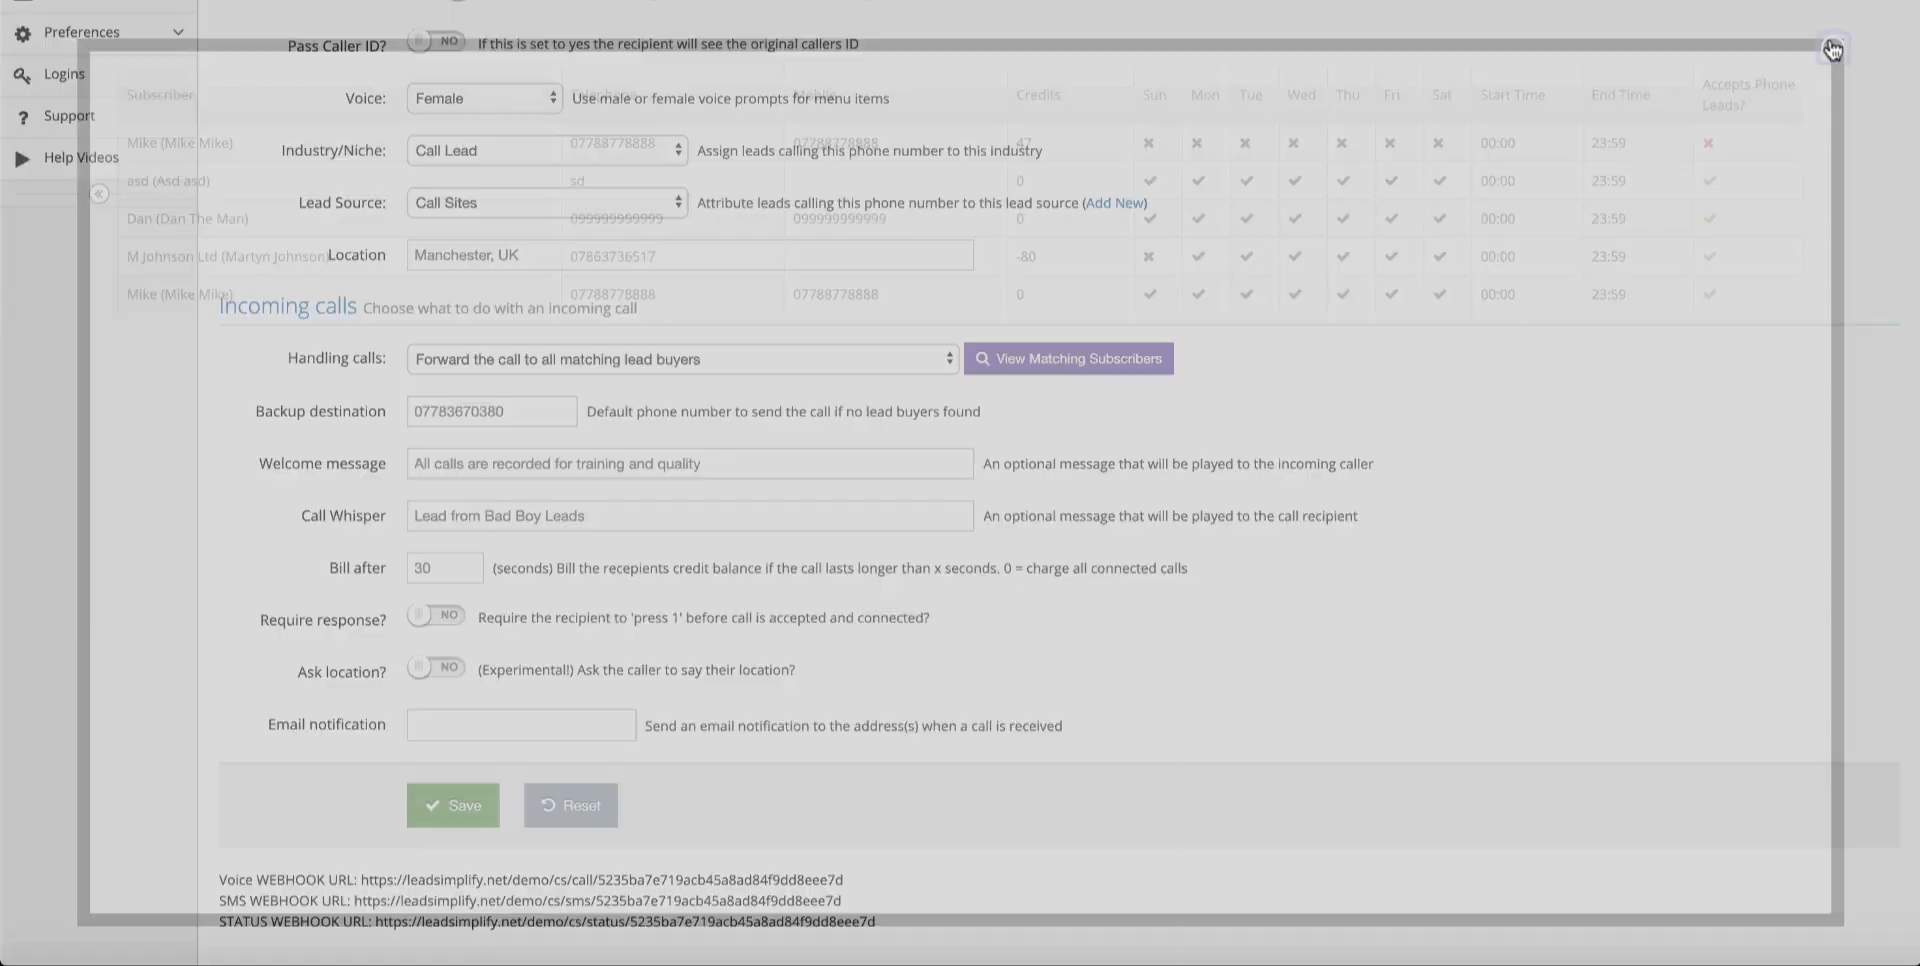 Preferences
Pass Caller ID? NO If this is set to yes the recipient will see the original callers ID
Logins
Subscriber Telephone Mobile Credits Sun Mon Tue Wed Thu Fri Sat Start Time End Time Accepts Phone Leads?
Voice: Female Use male or female voice prompts for menu items
Support
Mike (Mike Mike) 07788778888 07788778888 47 00:00 23:59
Industry/Niche: Call Lead Assign leads calling this phone number to this industry
Help Videos
asd (Asd asd) sd 0 00:00 23:59
Lead Source: Call Sites Attribute leads calling this phone number to this lead source (Add New)
Dan (Dan The Man) 099999999999 099999999999 0 00:00 23:59
M Johnson Ltd (Martyn Johnson) 07863736517 -80 00:00 23:59
Location Manchester, UK
Mike (Mike Mike) 07788778888 07788778888 0 00:00 23:59
Incoming calls Choose what to do with an incoming call
Handling calls: Forward the call to all matching lead buyers View Matching Subscribers
Backup destination 07783670380 Default phone number to send the call if no lead buyers found
Welcome message All calls are recorded for training and quality An optional message that will be played to the incoming caller
Call Whisper Lead from Bad Boy Leads An optional message that will be played to the call recipient
Bill after 30 (seconds) Bill the recepients credit balance if the call lasts longer than x seconds. 0 = charge all connected calls
Require response? NO Require the recipient to 'press 1' before call is accepted and connected?
Ask location? NO (Experimental!) Ask the caller to say their location?
Email notification Send an email notification to the address(s) when a call is received
Save Reset
Voice WEBHOOK URL: https://leadsimplify.net/demo/cs/call/5235ba7e719acb45a8ad84f9dd8eee7d
SMS WEBHOOK URL: https://leadsimplify.net/demo/cs/sms/5235ba7e719acb45a8ad84f9dd8eee7d
STATUS WEBHOOK URL: https://leadsimplify.net/demo/cs/status/5235ba7e719acb45a8ad84f9dd8eee7d